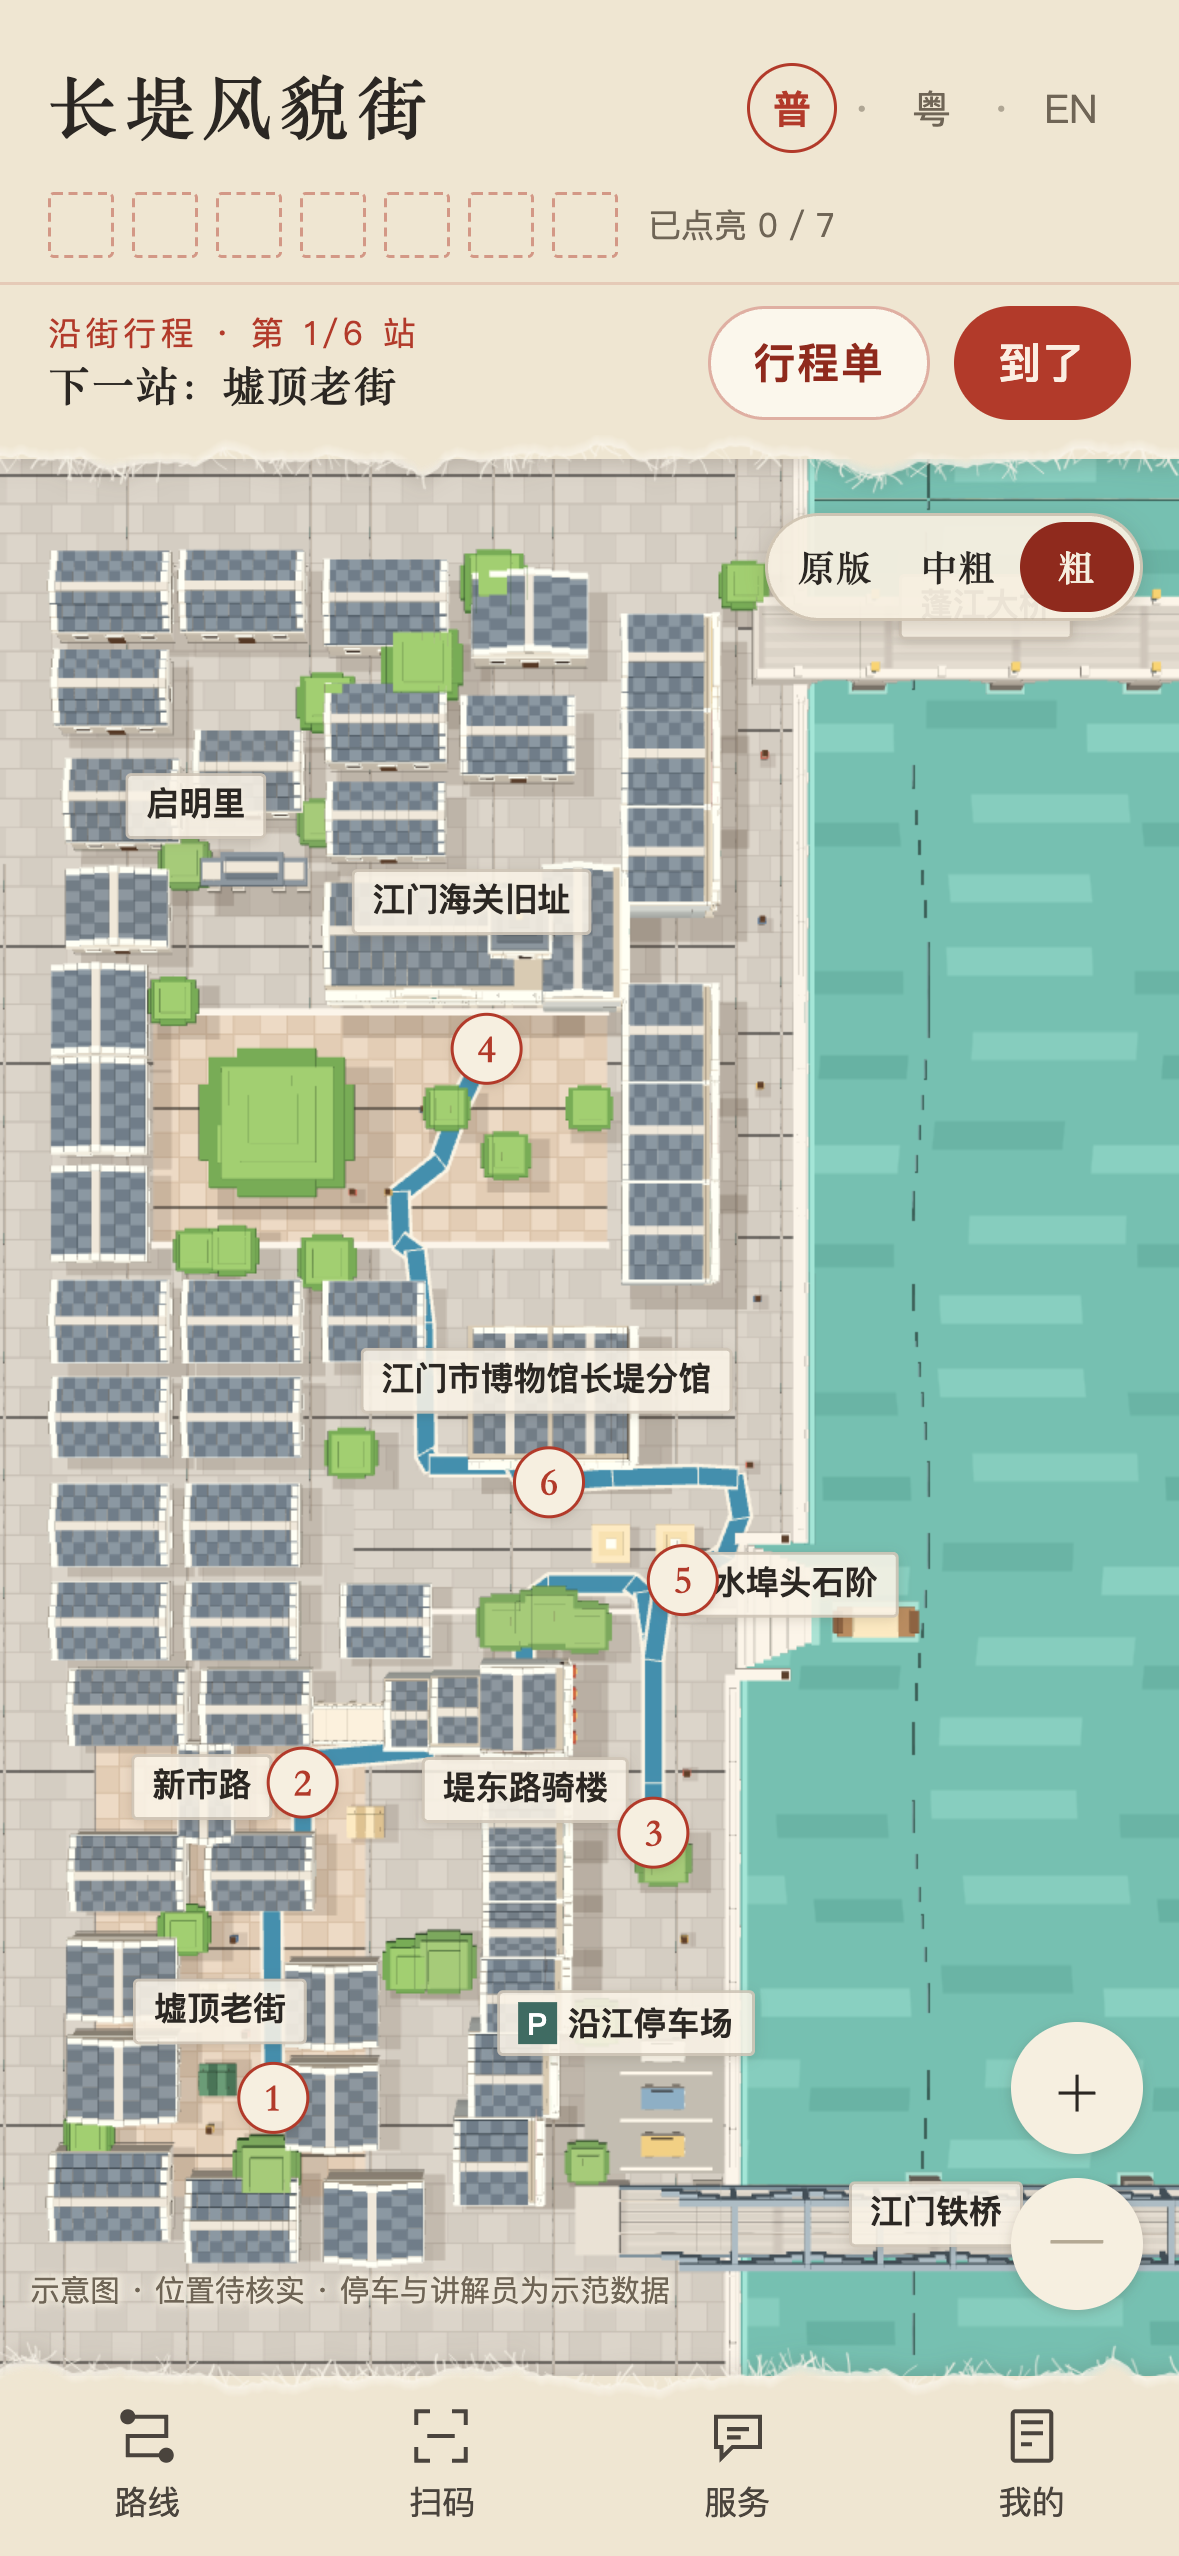 长堤风貌街
普 · 粤 · EN
已点亮 0 / 7
沿街行程 · 第 1/6 站
下一站：墟顶老街
行程单
到了
原版 中粗 粗
蓬江大桥
启明里
江门海关旧址
4
江门市博物馆长堤分馆
6
5
水埠头石阶
新市路
2
堤东路骑楼
3
墟顶老街
P 沿江停车场
1
+
江门铁桥
—
示意图 · 位置待核实 · 停车与讲解员为示范数据
路线 扫码 服务 我的